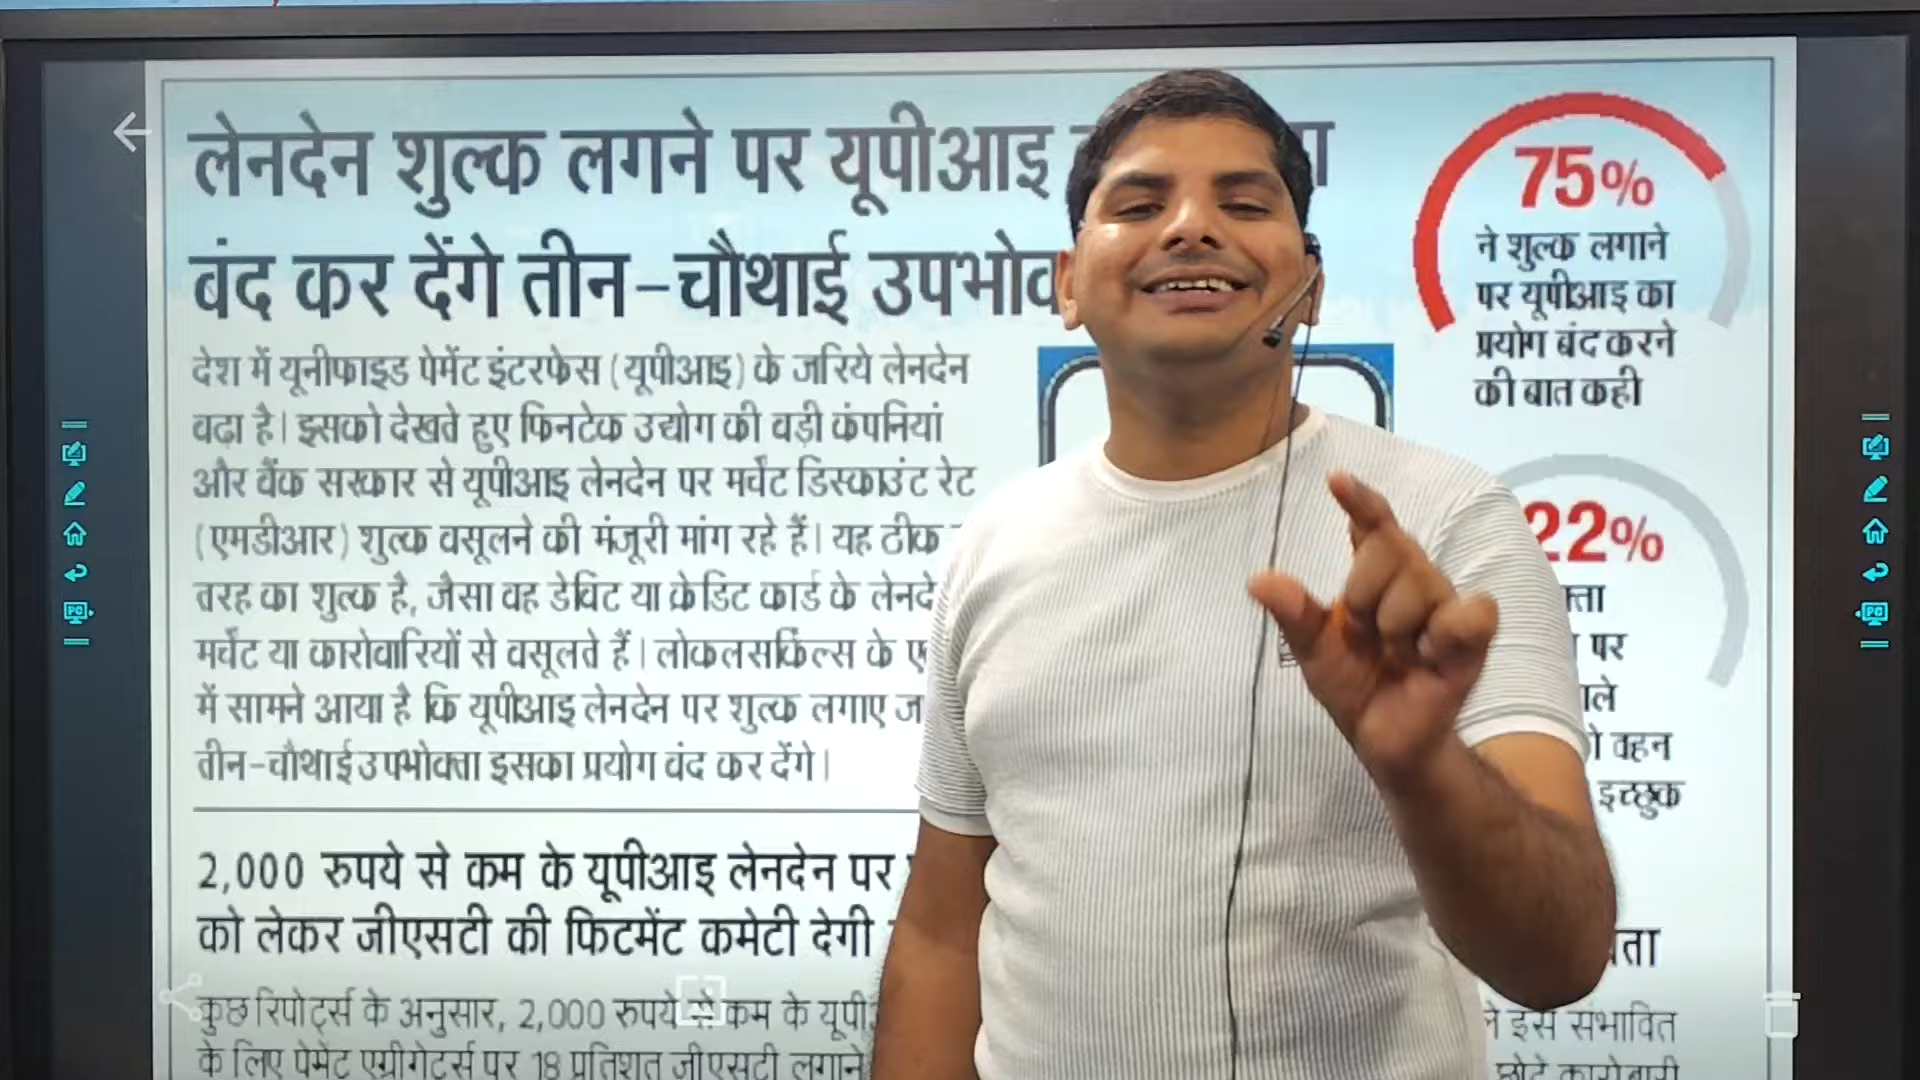 लेनदेन शुल्क लगने पर यूपीआइ
बंद कर देंगे तीन-चौथाई
देश में यूनीफाइड पेमेंट इंटरफेस (यूपीआइ) के जरिये लेनदेन
बढ़ा है। इसको देखते हुए फिनटेक उद्योग की बड़ी कंपनियां
और बैंक सरकार से यूपीआइ लेनदेन पर मर्चेंट डिस्काउंट रेट
(एमडीआर) शुल्क वसूलने की मंजूरी मांग रहे हैं। यह ठीक
तरह का शुल्क है, जैसा वह डेबिट या क्रेडिट कार्ड के
मर्चेंट या कारोबारियों से वसूलते हैं। लोकलसर्किल्स के
में सामने आया है कि यूपीआइ लेनदेन पर शुल्क लगाए
तीन-चौथाई उपभोक्ता इसका प्रयोग बंद कर देंगे।
75%
ने शुल्क लगाने
पर यूपीआइ का
प्रयोग बंद करने
की बात कही
22%
पर
वहन
इच्छुक
2,000 रुपये से कम के यूपीआइ लेनदेन पर
को लेकर जीएसटी की फिटमेंट कमेटी देगी
कुछ रिपोर्ट्स के अनुसार, 2,000 रुपये से कम के
इस संभावित
के लिए पेमेंट एग्रीगेटर्स पर 18 प्रतिशत जीएसटी लगाने
छोटे कारोबारी
PC
PC